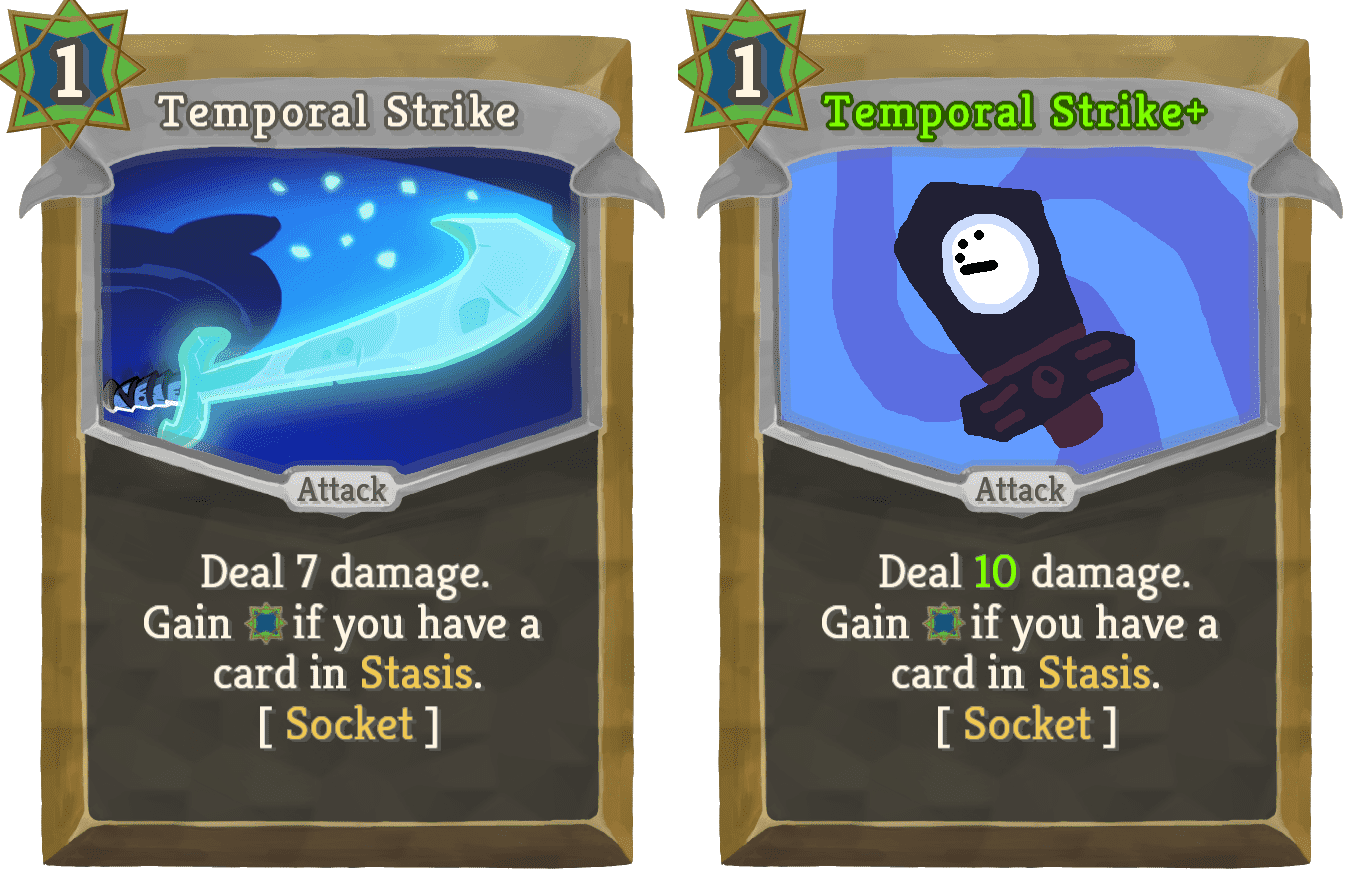 1
Temporal Strike
Attack
Deal 7 damage.
Gain if you have a
card in Stasis.
[ Socket ]
1
Temporal Strike+
Attack
Deal 10 damage.
Gain if you have a
card in Stasis.
[ Socket ]